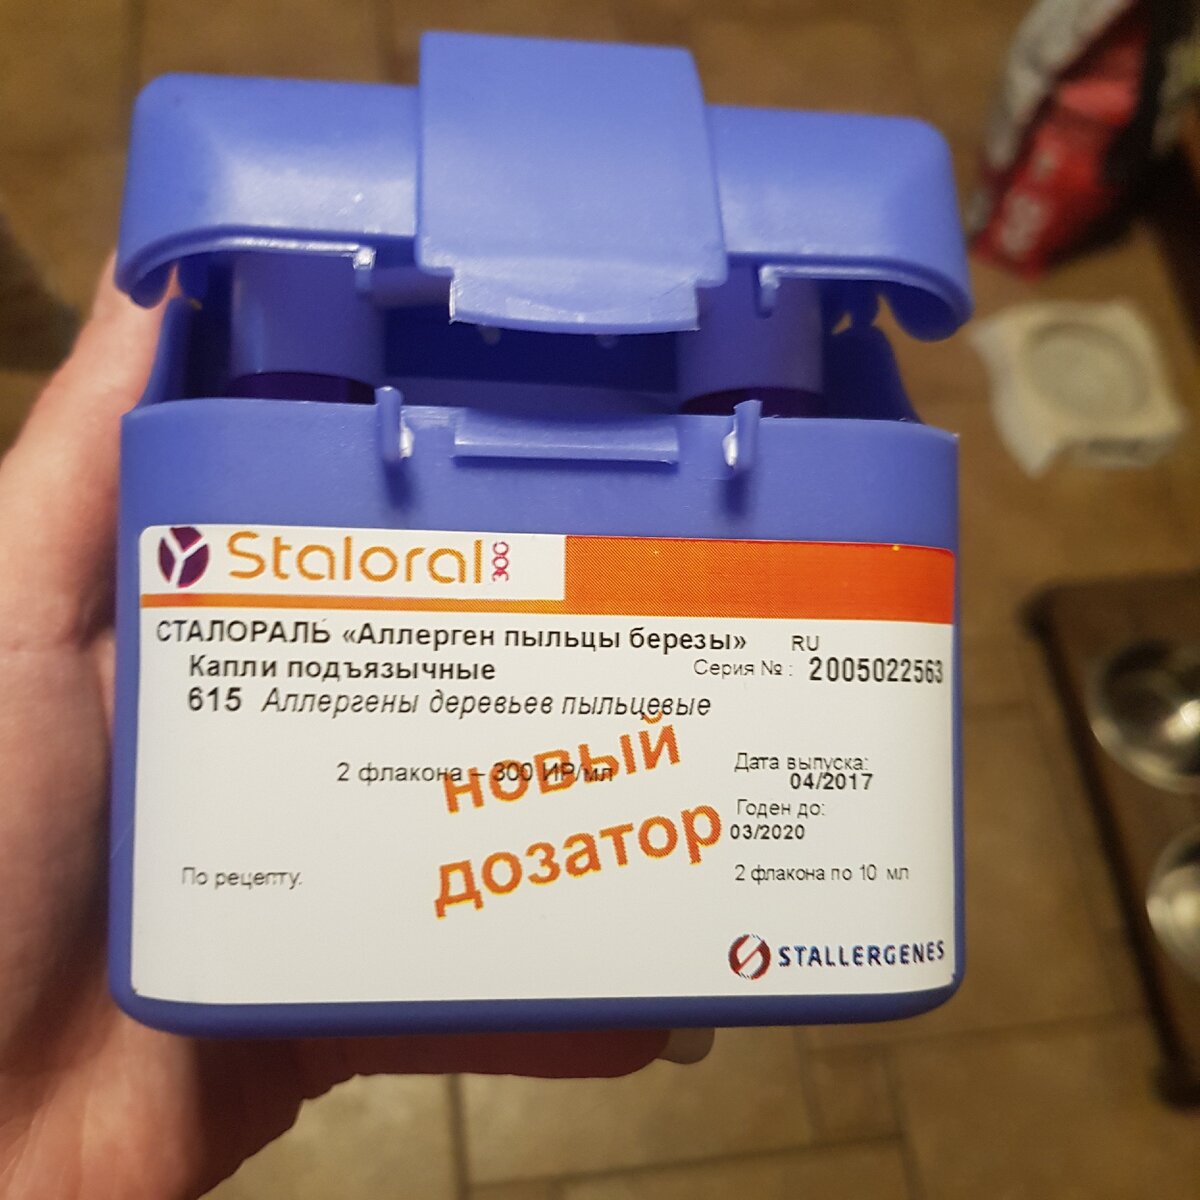 Staloral 300
СТАЛОРАЛЬ «Аллерген пыльцы березы» RU
Капли подъязычные
Серия № : 2005022563
615 Аллергены деревьев пыльцевые
2 флакона – 300 ИР/мл
новый
дозатор
Дата выпуска:
04/2017
Годен до:
03/2020
По рецепту.
2 флакона по 10 мл
STALLERGENES